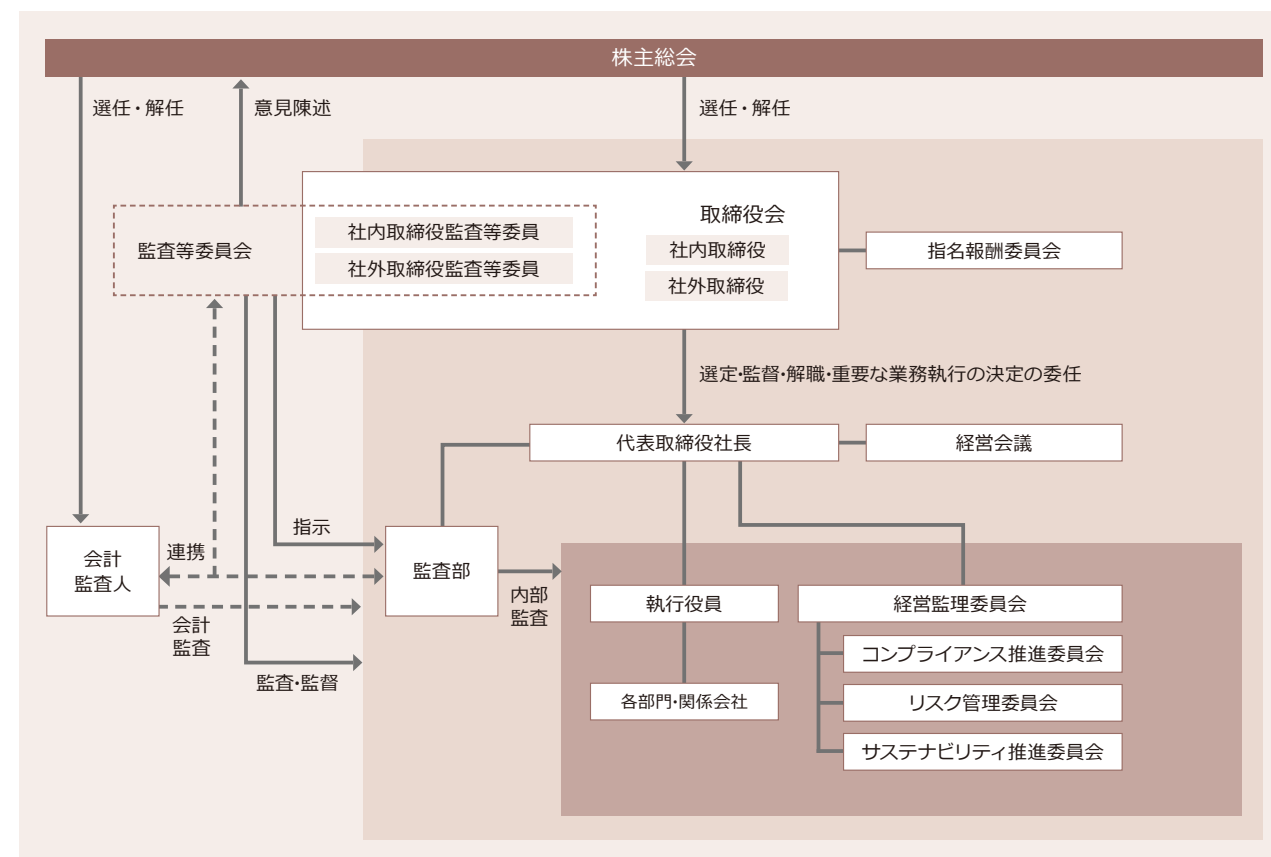 株主総会
選任・解任
意見陳述
選任・解任
取締役会
監査等委員会
社内取締役監査等委員
社外取締役監査等委員
社内取締役
社外取締役
指名報酬委員会
選定・監督・解職・重要な業務執行の決定の委任
代表取締役社長
経営会議
指示
会計
監査人
連携
監査部
会計
監査
内部
監査
監査・監督
執行役員
経営監理委員会
コンプライアンス推進委員会
各部門・関係会社
リスク管理委員会
サステナビリティ推進委員会